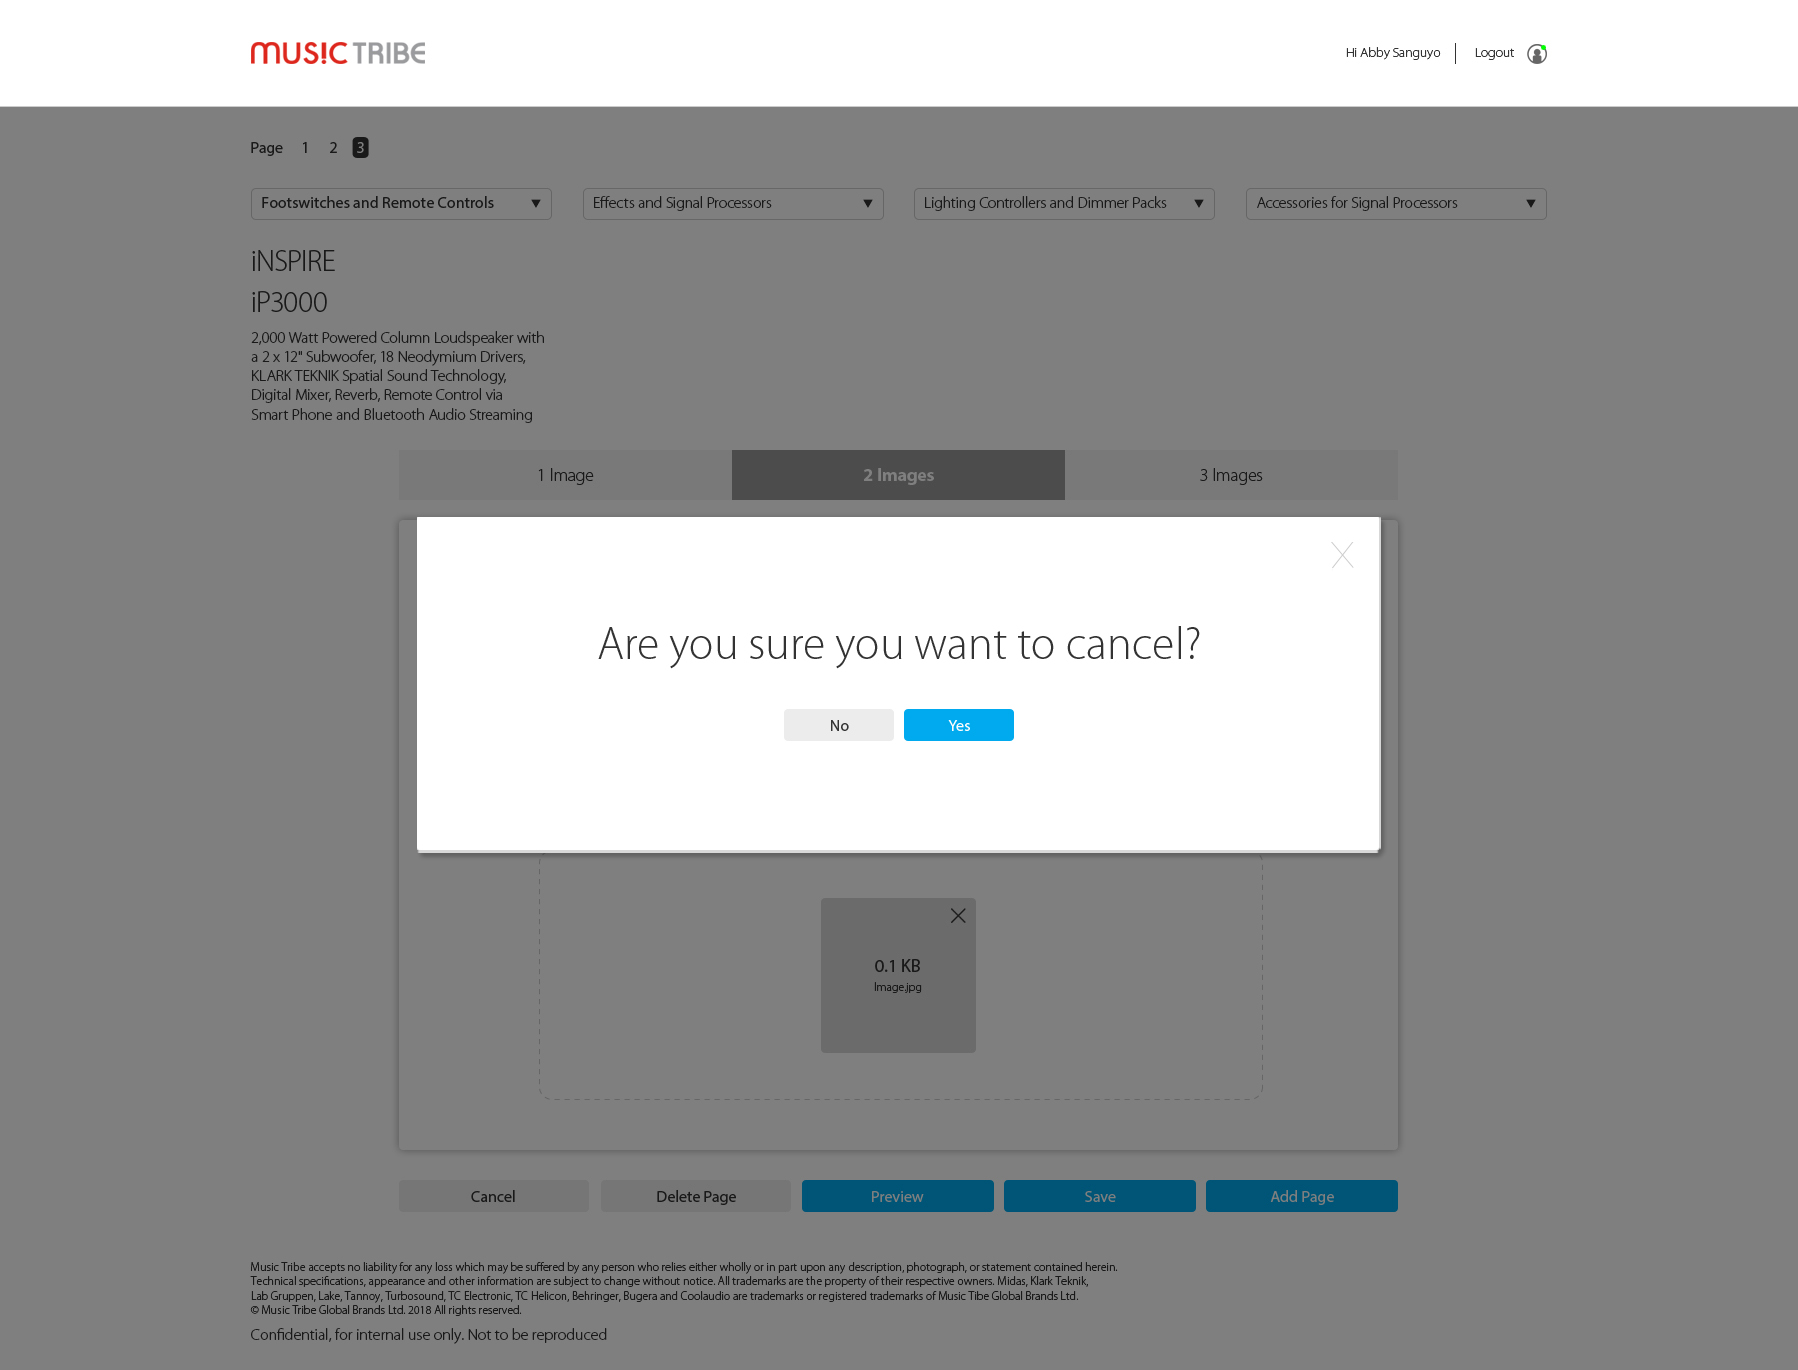 MUSIC TRIBE
Hi Abby Sanguyo
Logout
Page 1 2 3
Footswitches and Remote Controls
Effects and Signal Processors
Lighting Controllers and Dimmer Packs
Accessories for Signal Processors
iNSPIRE
iP3000
2,000 Watt Powered Column Loudspeaker with
a 2 x 12" Subwoofer, 18 Neodymium Drivers,
KLARK TEKNIK Spatial Sound Technology,
Digital Mixer, Reverb, Remote Control via
Smart Phone and Bluetooth Audio Streaming
1 Image
2 Images
3 Images
X
Are you sure you want to cancel?
No
Yes
0.1 KB
Image.jpg
Cancel
Delete Page
Preview
Save
Add Page
Music Tribe accepts no liability for any loss which may be suffered by any person who relies either wholly or in part upon any description, photograph, or statement contained herein.
Technical specifications, appearance and other information are subject to change without notice. All trademarks are the property of their respective owners. Midas, Klark Teknik,
Lab Gruppen, Lake, Tannoy, Turbosound, TC Electronic, TC Helicon, Behringer, Bugera and Coolaudio are trademarks or registered trademarks of Music Tibe Global Brands Ltd.
© Music Tribe Global Brands Ltd. 2018 All rights reserved.
Confidential, for internal use only. Not to be reproduced